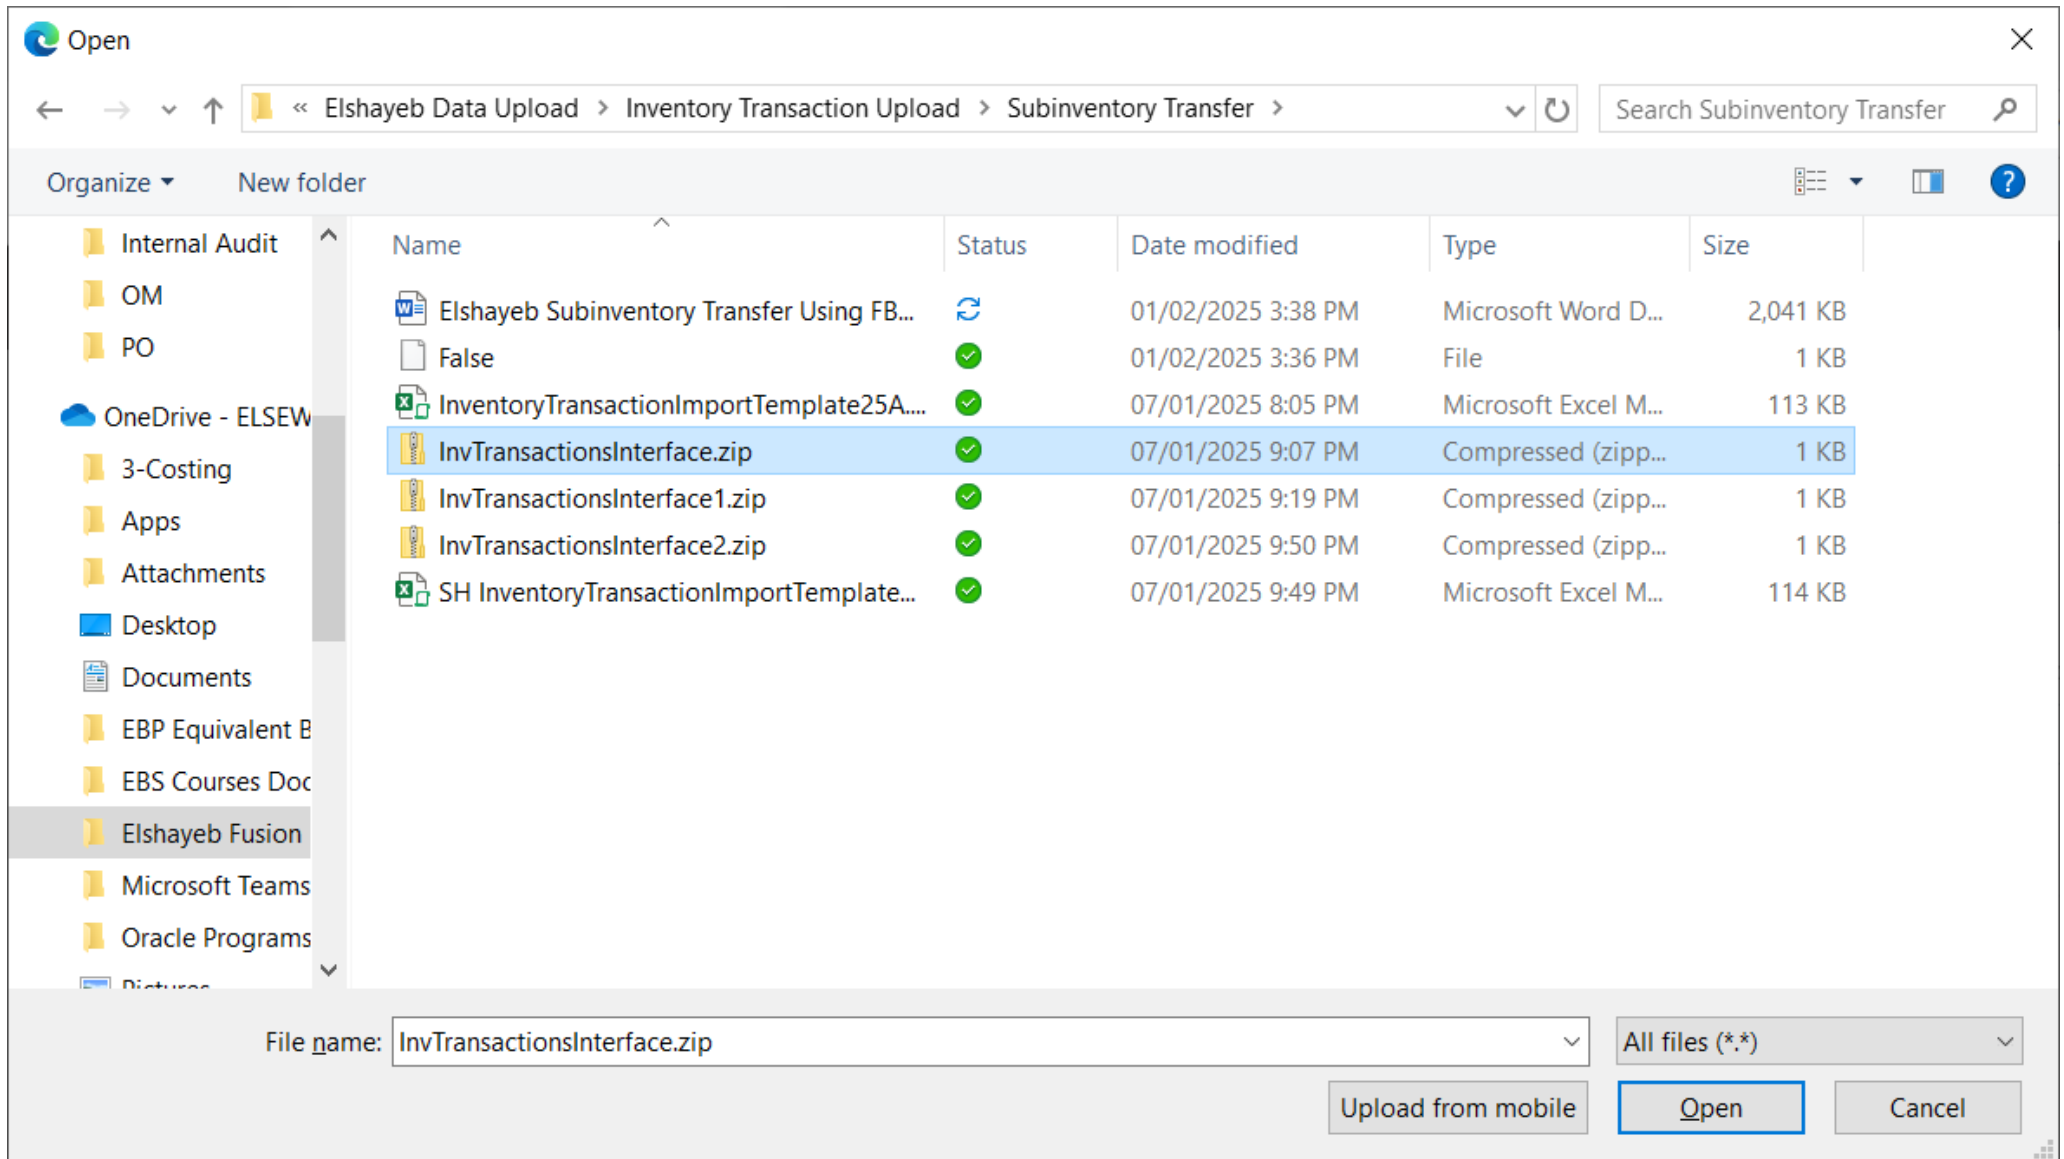 Open
« Elshayeb Data Upload > Inventory Transaction Upload > Subinventory Transfer >
Search Subinventory Transfer
Organize
New folder
?
Internal Audit
OM
PO
OneDrive - ELSEW
3-Costing
Apps
Attachments
Desktop
Documents
EBP Equivalent B
EBS Courses Doc
Elshayeb Fusion
Microsoft Teams
Oracle Programs
Pictures
Name Status Date modified Type Size
Elshayeb Subinventory Transfer Using FB... 01/02/2025 3:38 PM Microsoft Word D... 2,041 KB
False 01/02/2025 3:36 PM File 1 KB
InventoryTransactionImportTemplate25A.... 07/01/2025 8:05 PM Microsoft Excel M... 113 KB
InvTransactionsInterface.zip 07/01/2025 9:07 PM Compressed (zipp... 1 KB
InvTransactionsInterface1.zip 07/01/2025 9:19 PM Compressed (zipp... 1 KB
InvTransactionsInterface2.zip 07/01/2025 9:50 PM Compressed (zipp... 1 KB
SH InventoryTransactionImportTemplate... 07/01/2025 9:49 PM Microsoft Excel M... 114 KB
File name: InvTransactionsInterface.zip
All files (*.*)
Upload from mobile
Open
Cancel